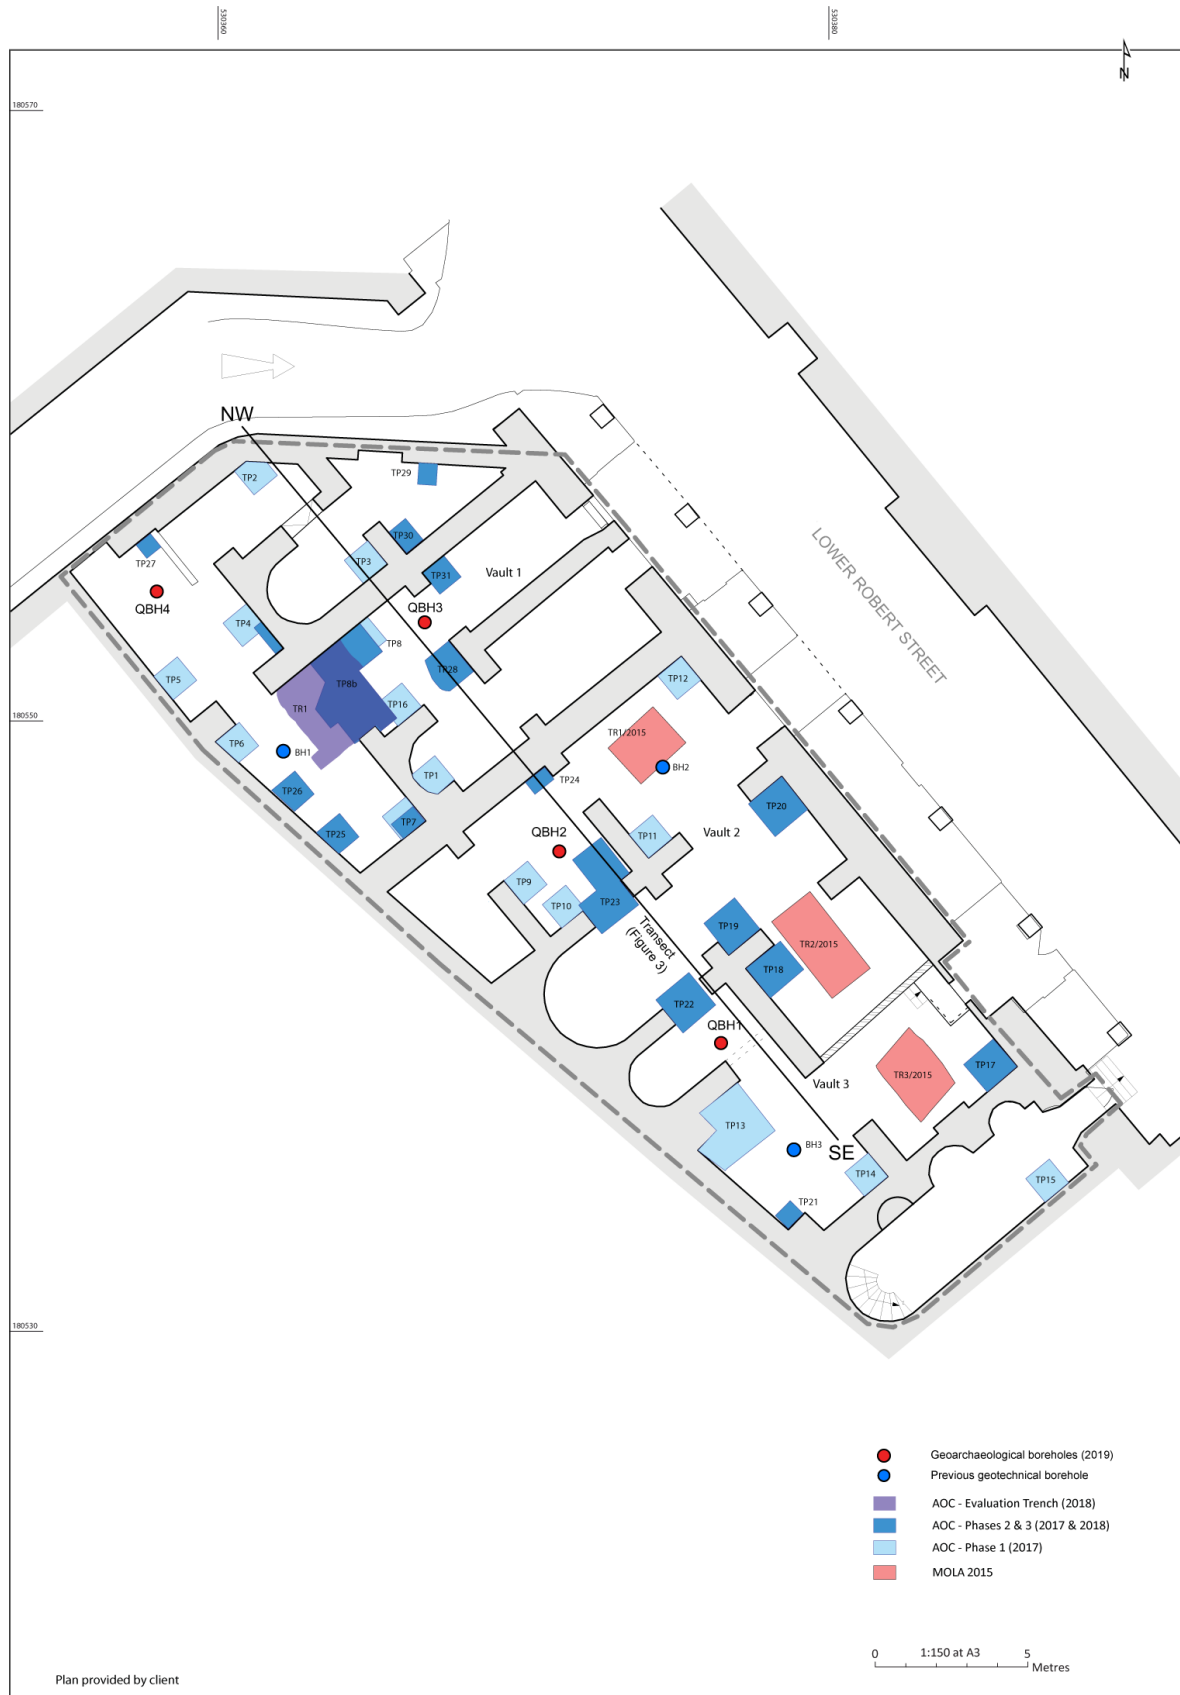 530360
530380
N
180570
NW
TP2
TP29
TP30
TP3
TP31
Vault 1
TP27
QBH4
QBH3
TP4
TP8
LOWER ROBERT STREET
TP28
TP5
TP8b
TP12
TP16
TR1
180550
TR1/2015
TP6
BH1
BH2
TP1
TP24
TP26
TP20
TP7
TP25
QBH2
TP11
Vault 2
TP9
TP10
TP23
TP19
Transect
(Figure 3)
TR2/2015
TP18
TP22
QBH1
TP17
TR3/2015
Vault 3
TP13
BH3
SE
TP14
TP15
TP21
180530
Geoarchaeological boreholes (2019)
Previous geotechnical borehole
AOC - Evaluation Trench (2018)
AOC - Phases 2 & 3 (2017 & 2018)
AOC - Phase 1 (2017)
MOLA 2015
0 1:150 at A3 5
Metres
Plan provided by client